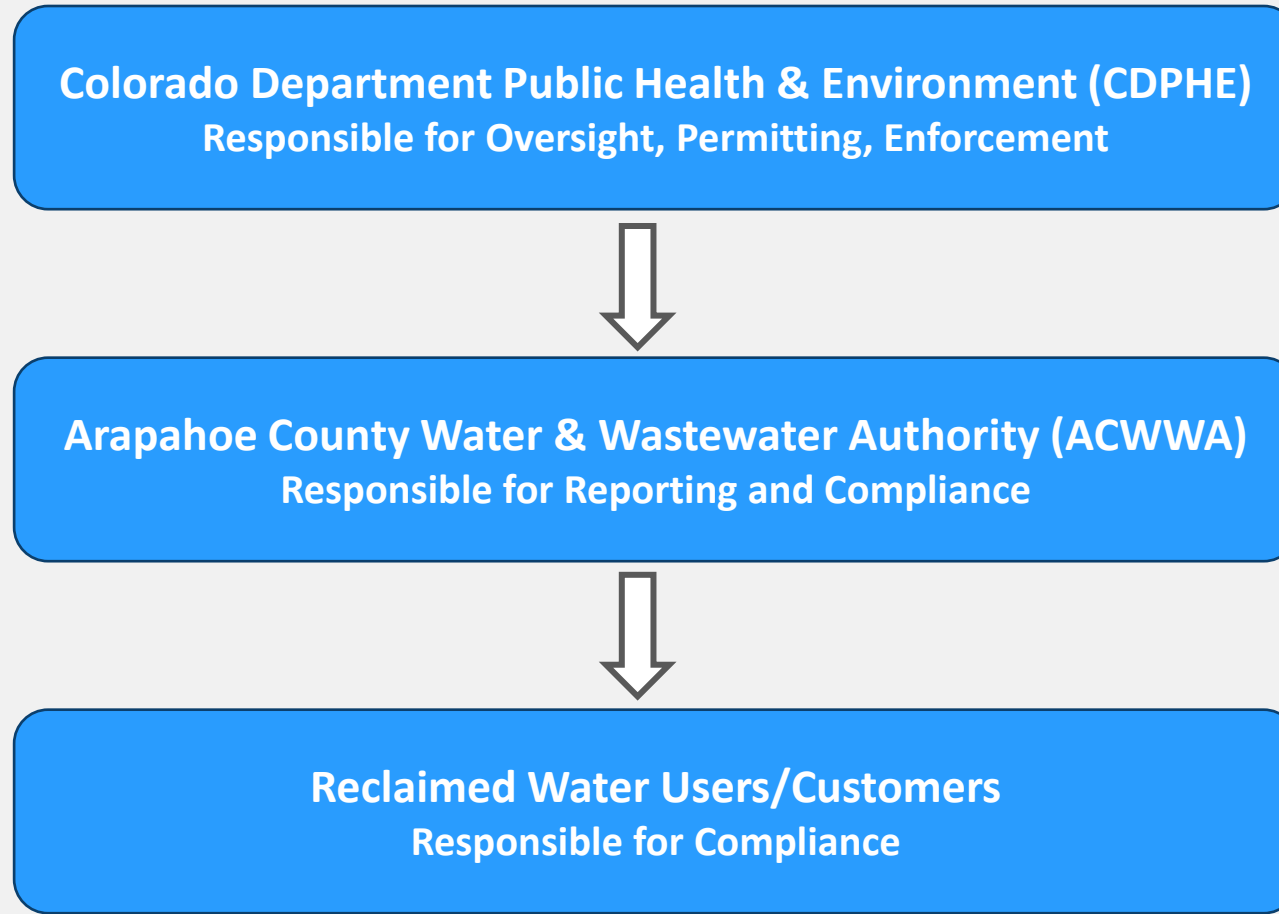 Colorado Department Public Health & Environment (CDPHE)
Responsible for Oversight, Permitting, Enforcement
Arapahoe County Water & Wastewater Authority (ACWWA)
Responsible for Reporting and Compliance
Reclaimed Water Users/Customers
Responsible for Compliance